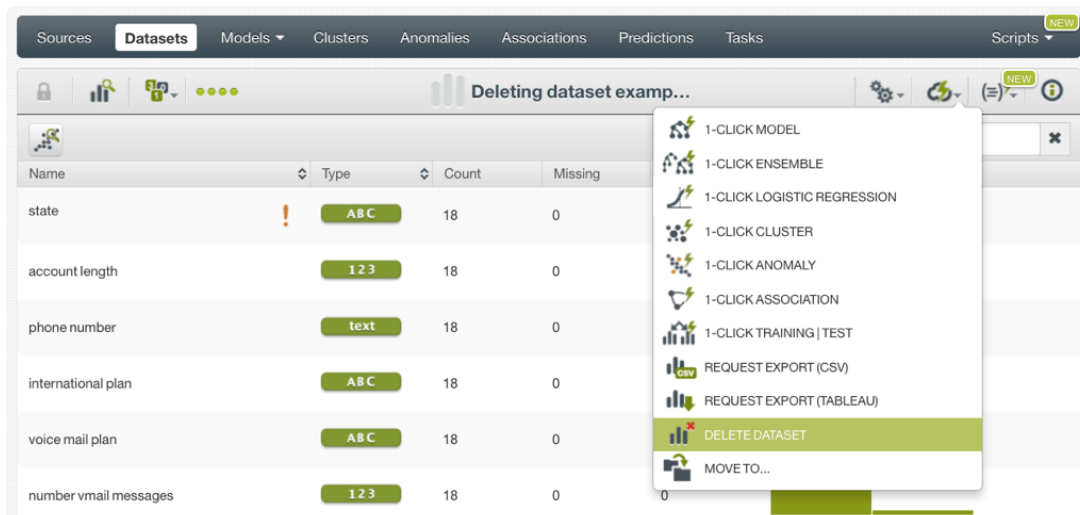 NEW
Sources Datasets Models Clusters Anomalies Associations Predictions Tasks Scripts
NEW
Deleting dataset examp... (=)
1-CLICK MODEL
1-CLICK ENSEMBLE
Name Type Count Missing
1-CLICK LOGISTIC REGRESSION
state ! ABC 18 0
1-CLICK CLUSTER
1-CLICK ANOMALY
account length 123 18 0
1-CLICK ASSOCIATION
phone number text 18 0
1-CLICK TRAINING | TEST
REQUEST EXPORT (CSV)
CSV
international plan ABC 18 0
REQUEST EXPORT (TABLEAU)
DELETE DATASET
voice mail plan ABC 18 0
MOVE TO...
number vmail messages 123 18 0 0